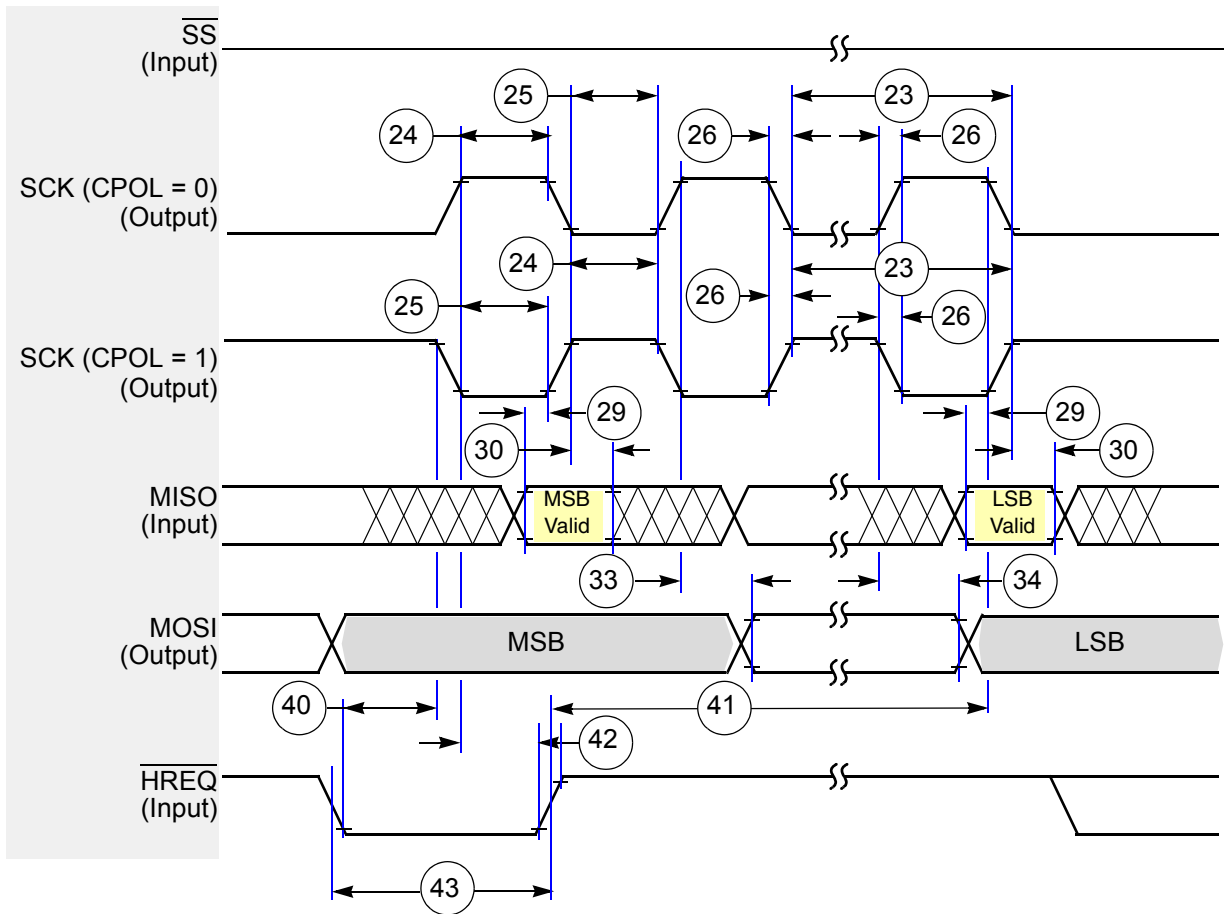 SS
(Input)
25
23
24
26
26
SCK (CPOL = 0)
(Output)
24
23
25
26
26
SCK (CPOL = 1)
(Output)
29
29
30
30
MISO
(Input)
MSB
Valid
LSB
Valid
33
34
MOSI
(Output)
MSB
LSB
40
41
42
HREQ
(Input)
43